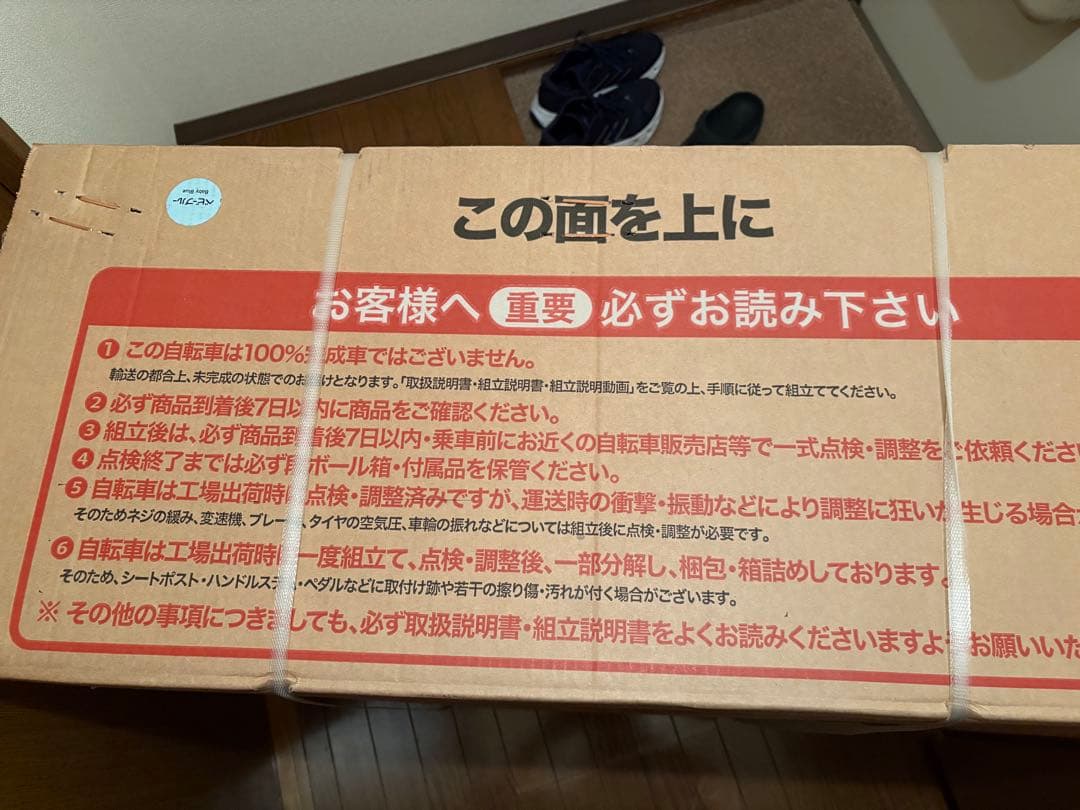 ベビーブルー
Baby Blue
この面を上に
お客様へ 重要 必ずお読み下さい
❶ この自転車は100%完成車ではございません。
輸送の都合上、未完成の状態でのお届けとなります。「取扱説明書・組立説明書・組立説明動画」をご覧の上、手順に従って組立ててください。
❷ 必ず商品到着後7日以内に商品をご確認ください。
❸ 組立後は、必ず商品到着後7日以内・乗車前にお近くの自転車販売店等で一式点検・調整をご依頼くださ
❹ 点検終了までは必ず段ボール箱・付属品を保管ください。
❺ 自転車は工場出荷時に点検・調整済みですが、運送時の衝撃・振動などにより調整に狂いが生じる場合
そのためネジの緩み、変速機、ブレーキ、タイヤの空気圧、車輪の振れなどについては組立後に点検・調整が必要です。
❻ 自転車は工場出荷時に一度組立て、点検・調整後、一部分解し、梱包・箱詰めしております。
そのため、シートポスト・ハンドルステム・ペダルなどに取付け跡や若干の擦り傷・汚れが付く場合がございます。
※ その他の事項につきましても、必ず取扱説明書・組立説明書をよくお読みくださいますようお願いいた